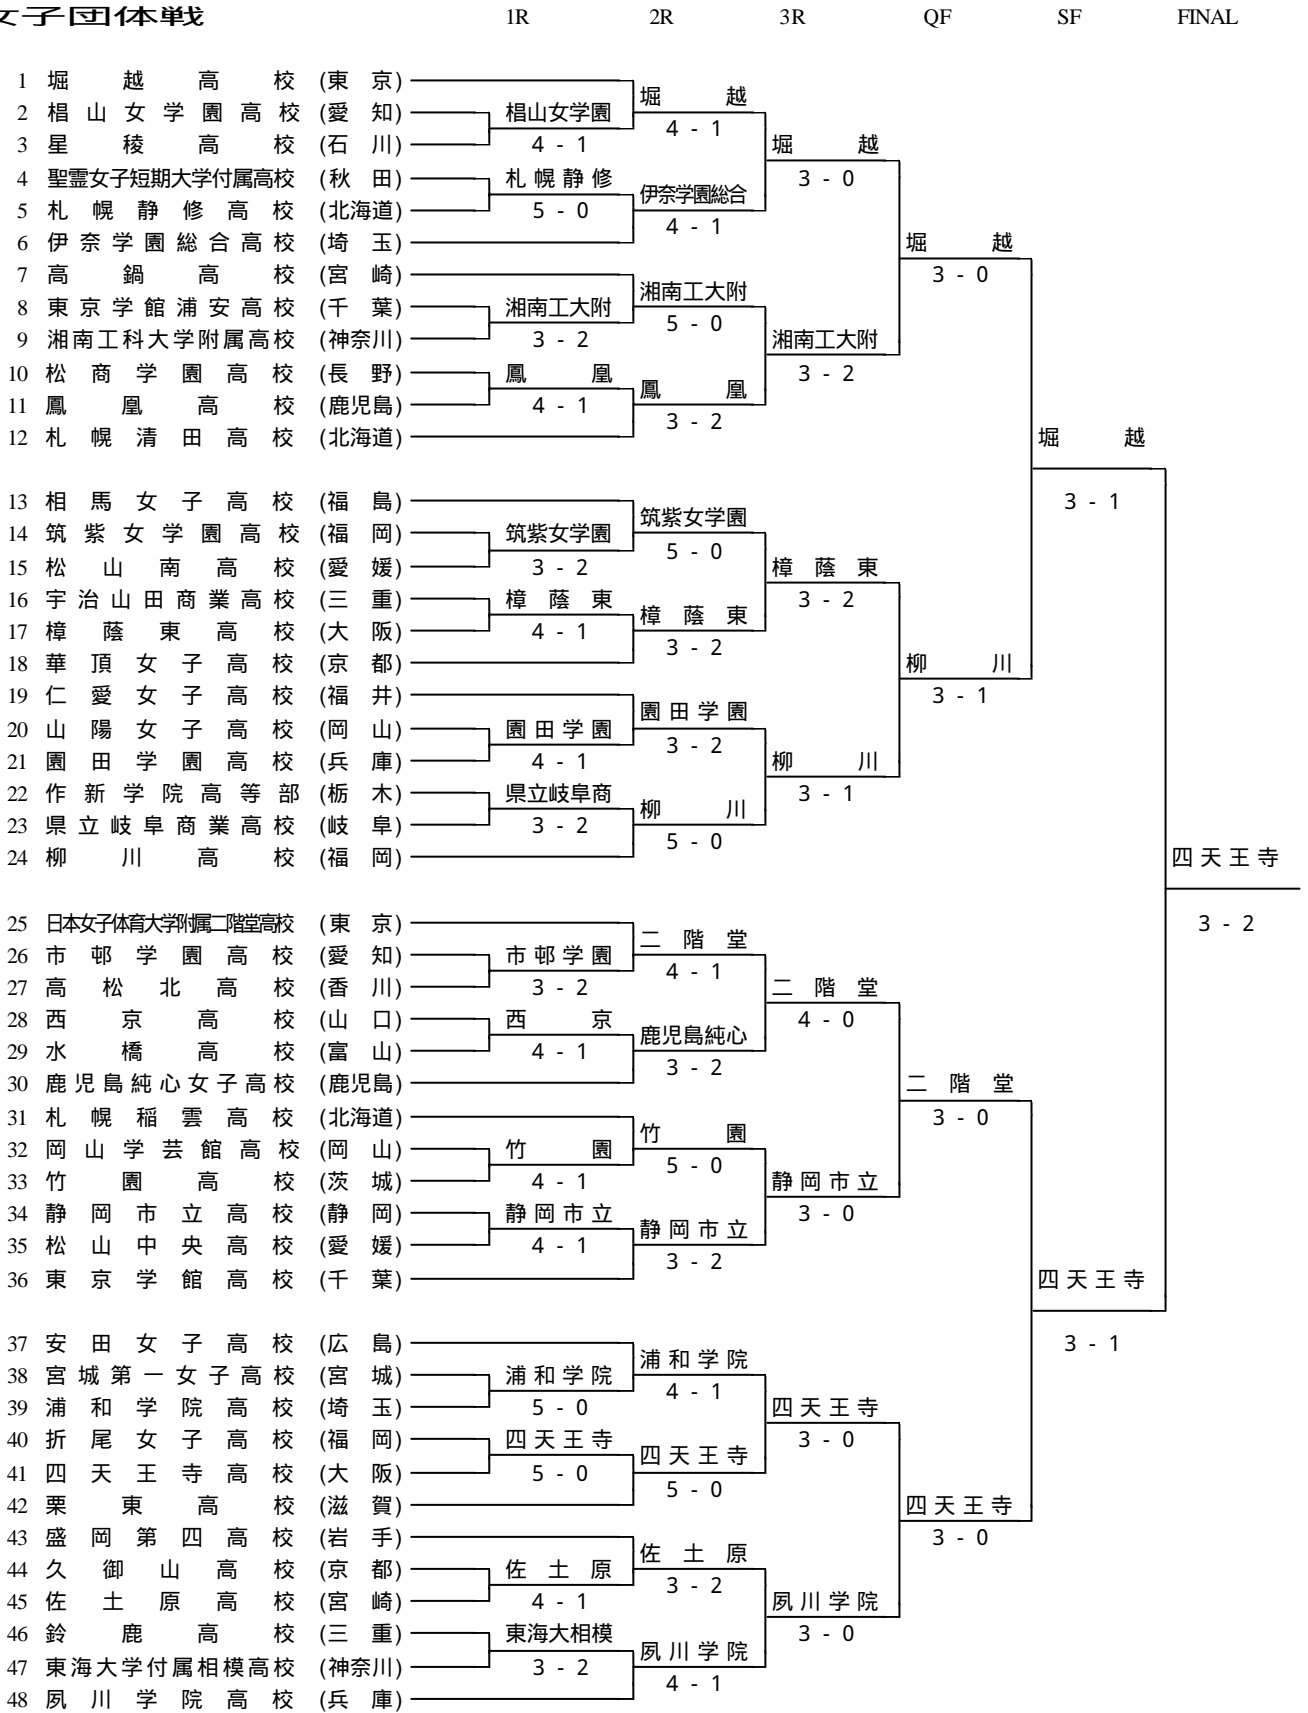 女子団体戦 1R 2R 3R QF SF FINAL
1 堀越高校 (東京)
堀越
2 椙山女学園高校 (愛知) 椙山女学園
4 - 1
3 星稜高校 (石川) 4 - 1 堀越
4 聖霊女子短期大学付属高校 (秋田) 札幌静修 3 - 0
伊奈学園総合
5 札幌静修高校 (北海道) 5 - 0
4 - 1
6 伊奈学園総合高校 (埼玉) 堀越
7 高鍋高校 (宮崎) 3 - 0
湘南工大附
8 東京学館浦安高校 (千葉) 湘南工大附
5 - 0
9 湘南工科大学附属高校 (神奈川) 3 - 2 湘南工大附
10 松商学園高校 (長野) 鳳凰 3 - 2
鳳凰
11 鳳凰高校 (鹿児島) 4 - 1
3 - 2
12 札幌清田高校 (北海道) 堀越
13 相馬女子高校 (福島) 3 - 1
筑紫女学園
14 筑紫女学園高校 (福岡) 筑紫女学園
5 - 0
15 松山南高校 (愛媛) 3 - 2 樟蔭東
16 宇治山田商業高校 (三重) 樟蔭東 3 - 2
樟蔭東
17 樟蔭東高校 (大阪) 4 - 1
3 - 2
18 華頂女子高校 (京都) 柳川
19 仁愛女子高校 (福井) 3 - 1
園田学園
20 山陽女子高校 (岡山) 園田学園
3 - 2
21 園田学園高校 (兵庫) 4 - 1 柳川
22 作新学院高等部 (栃木) 県立岐阜商 3 - 1
柳川
23 県立岐阜商業高校 (岐阜) 3 - 2
5 - 0
24 柳川高校 (福岡) 四天王寺
25 日本女子体育大学附属二階堂高校 (東京) 3 - 2
二階堂
26 市邨学園高校 (愛知) 市邨学園
4 - 1
27 高松北高校 (香川) 3 - 2 二階堂
28 西京高校 (山口) 西京 4 - 0
鹿児島純心
29 水橋高校 (富山) 4 - 1
3 - 2
30 鹿児島純心女子高校 (鹿児島) 二階堂
31 札幌稲雲高校 (北海道) 3 - 0
竹園
32 岡山学芸館高校 (岡山) 竹園
5 - 0
33 竹園高校 (茨城) 4 - 1 静岡市立
34 静岡市立高校 (静岡) 静岡市立 3 - 0
静岡市立
35 松山中央高校 (愛媛) 4 - 1
3 - 2
36 東京学館高校 (千葉) 四天王寺
37 安田女子高校 (広島) 3 - 1
浦和学院
38 宮城第一女子高校 (宮城) 浦和学院
4 - 1
39 浦和学院高校 (埼玉) 5 - 0 四天王寺
40 折尾女子高校 (福岡) 四天王寺 3 - 0
四天王寺
41 四天王寺高校 (大阪) 5 - 0
5 - 0
42 栗東高校 (滋賀) 四天王寺
43 盛岡第四高校 (岩手) 3 - 0
佐土原
44 久御山高校 (京都) 佐土原
3 - 2
45 佐土原高校 (宮崎) 4 - 1 夙川学院
46 鈴鹿高校 (三重) 東海大相模 3 - 0
夙川学院
47 東海大学付属相模高校 (神奈川) 3 - 2
4 - 1
48 夙川学院高校 (兵庫)